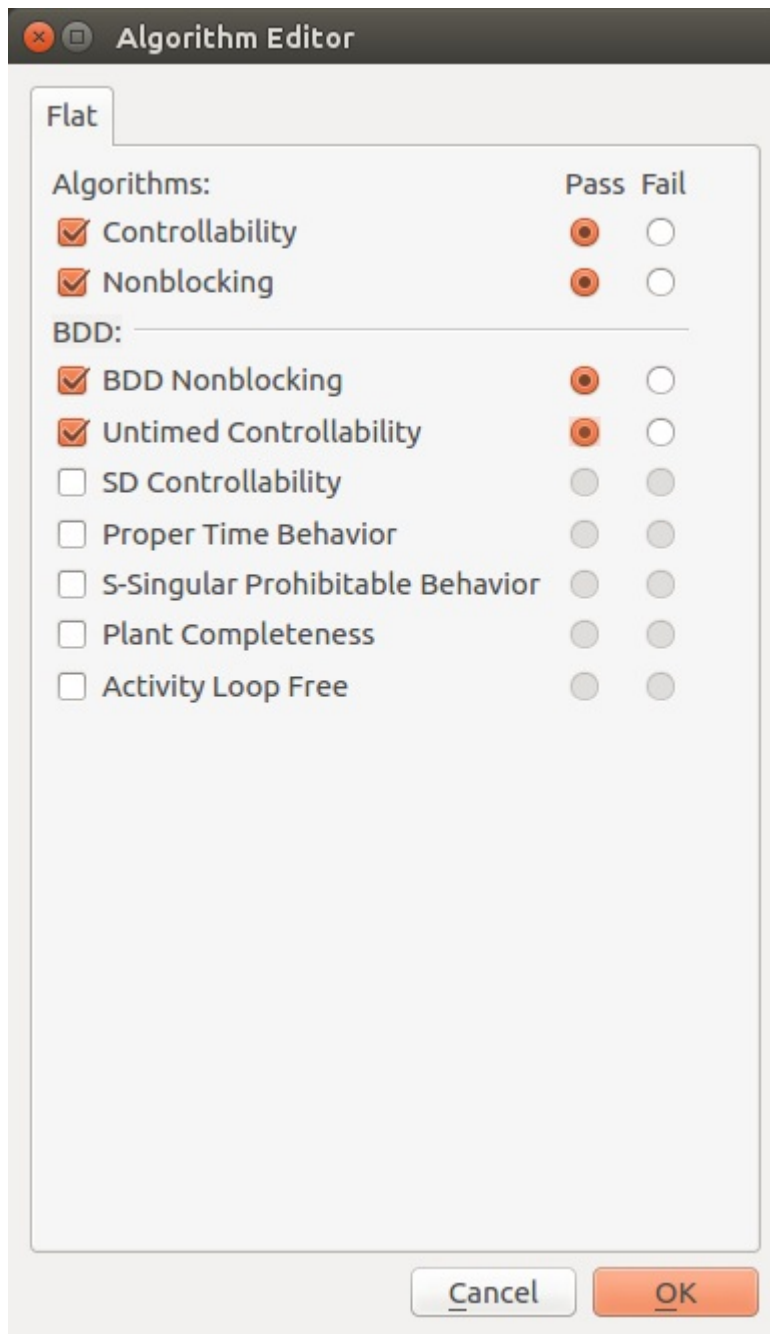 Algorithm Editor
Flat
Algorithms: Pass Fail
Controllability
Nonblocking
BDD:
BDD Nonblocking
Untimed Controllability
SD Controllability
Proper Time Behavior
S-Singular Prohibitable Behavior
Plant Completeness
Activity Loop Free
Cancel OK